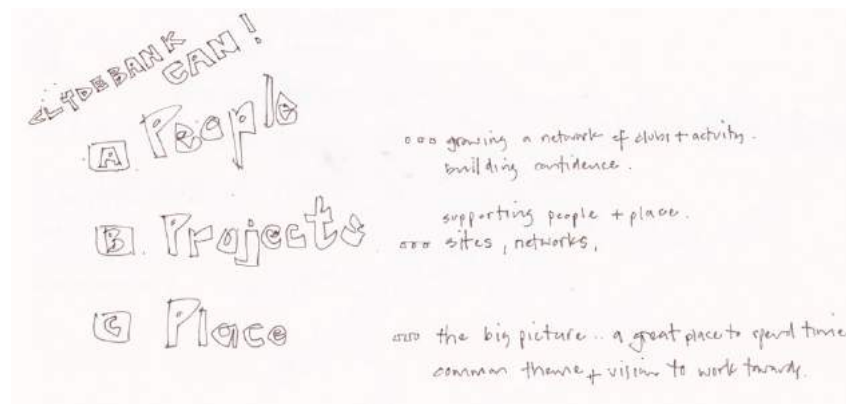 CLYDEBANK
CAN!
A People
ooo growing a network of clubs + activity.
building confidence.
B. Projects
supporting people + place.
ooo sites, networks,
C Place
oooo the big picture .. a great place to spend time
common theme + vision to work towards.